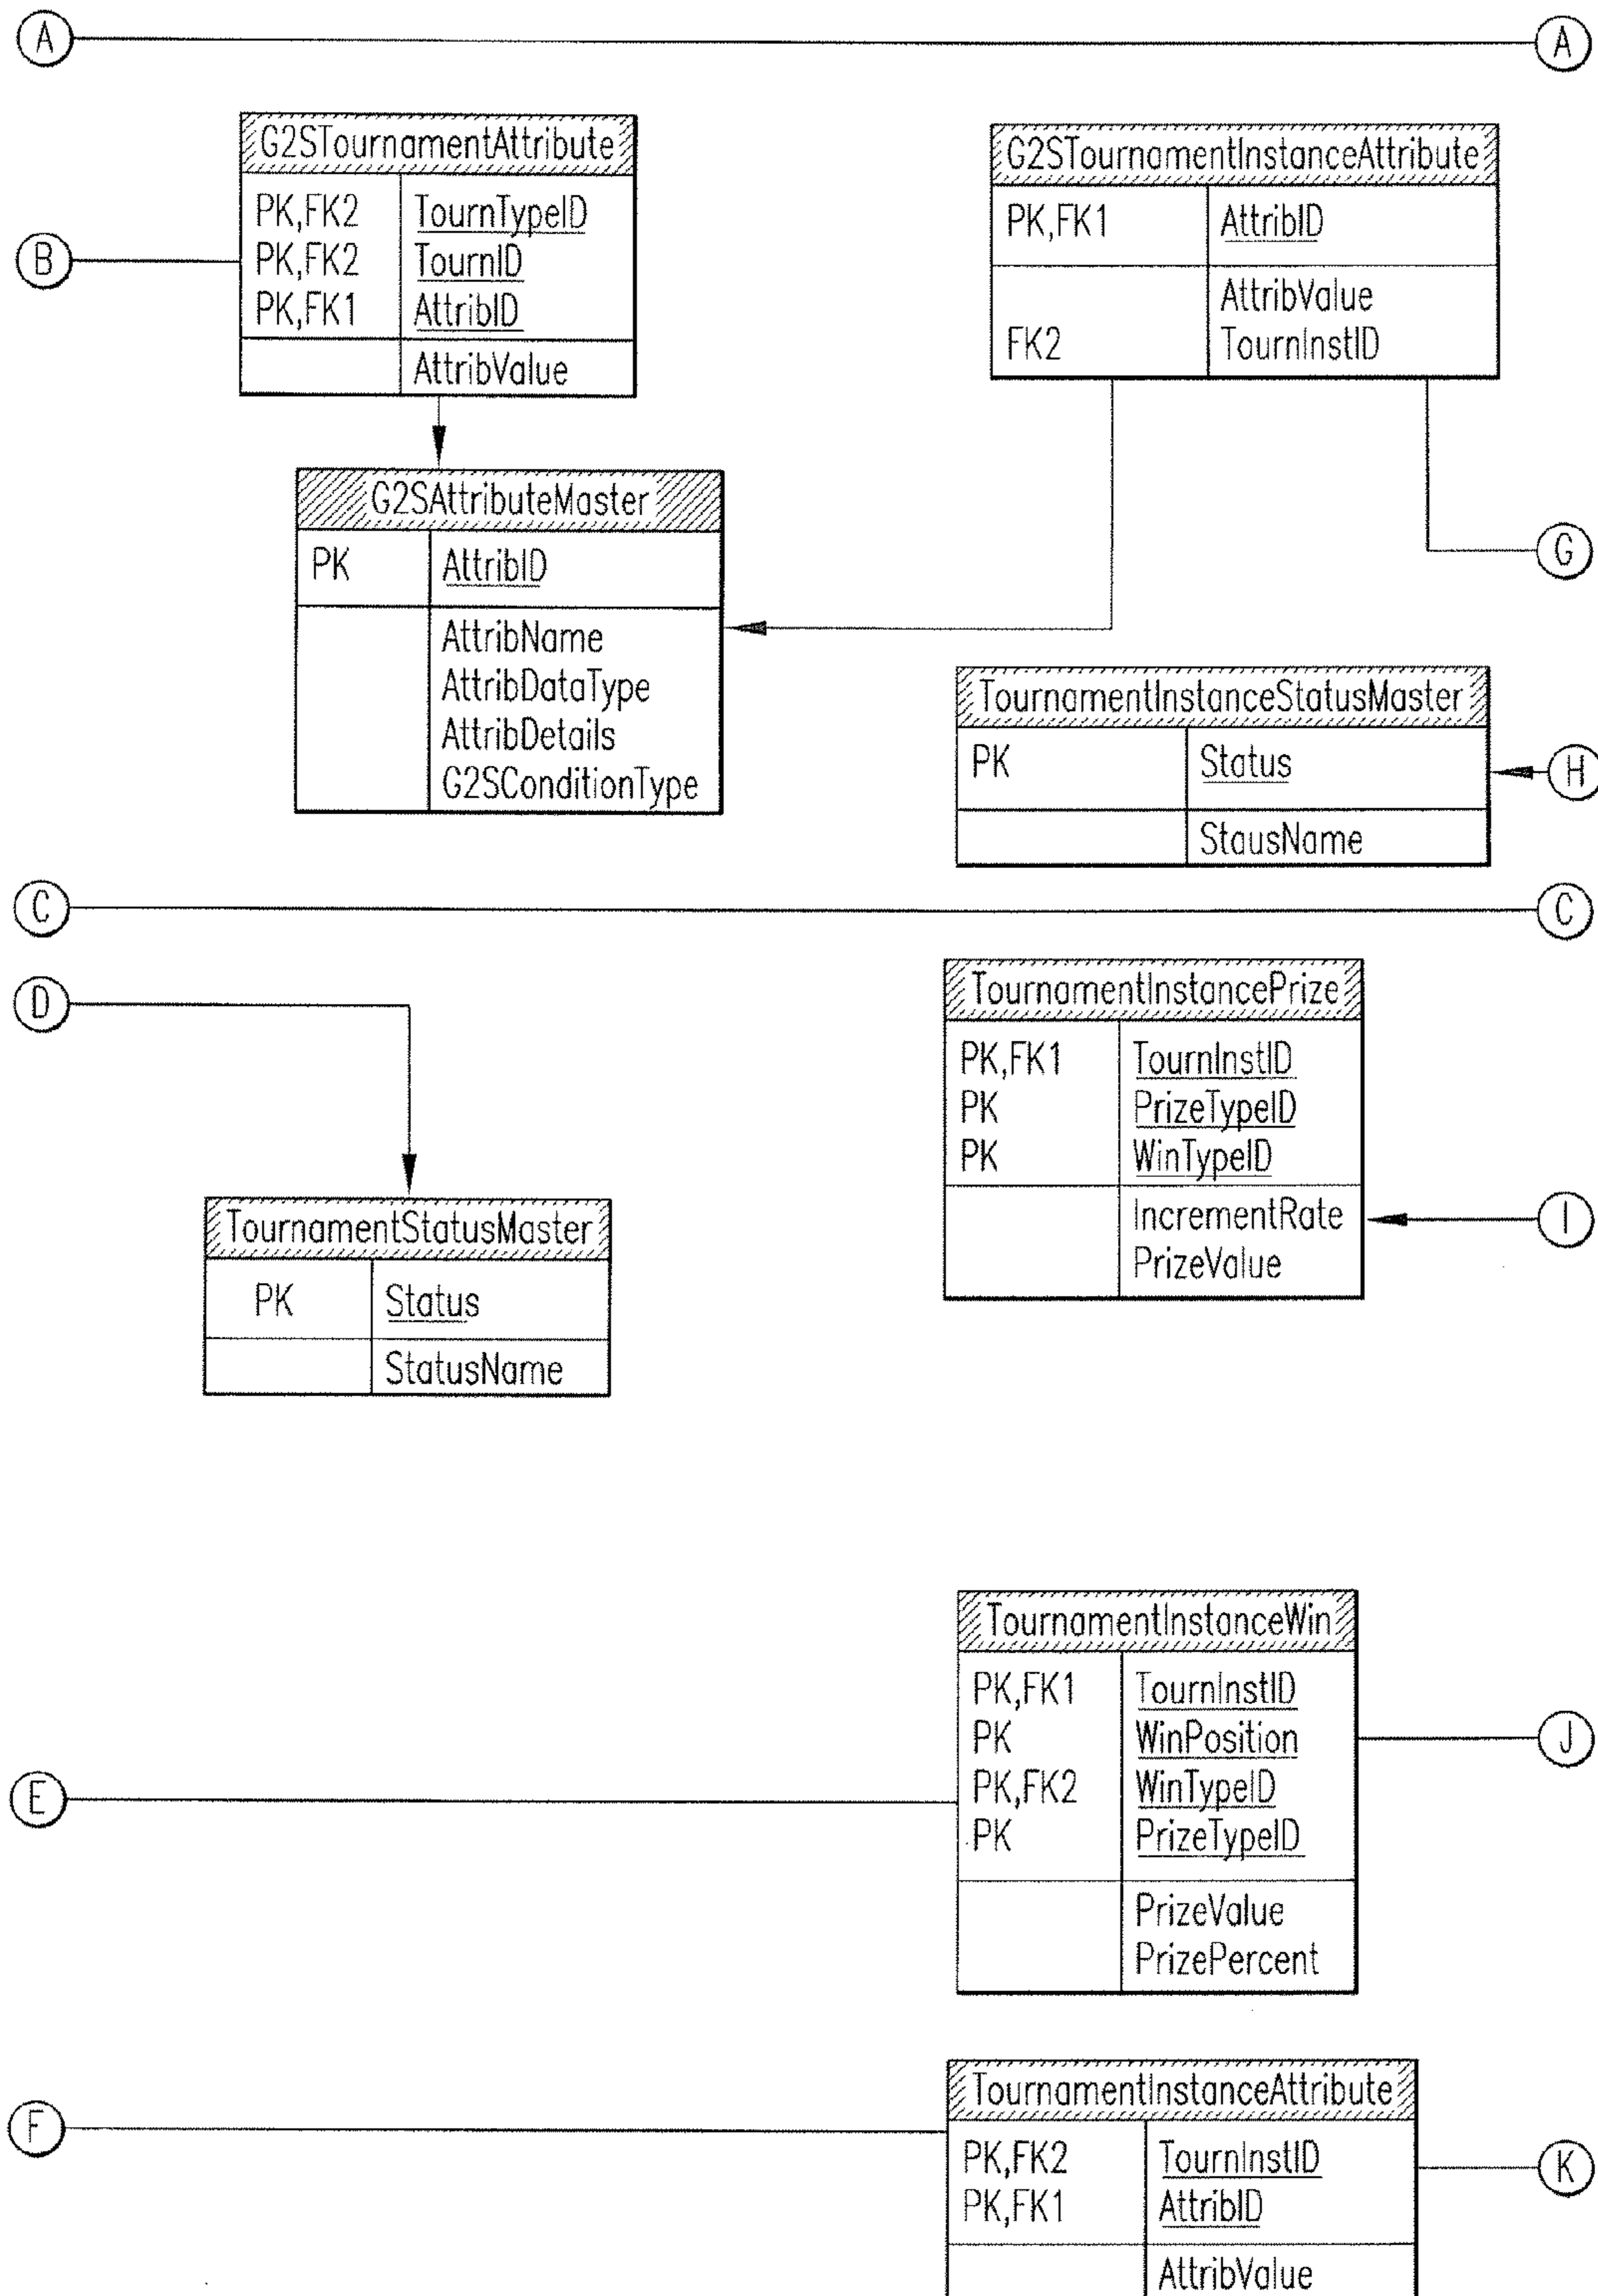 A A
G2STournamentAttribute
PK,FK2 TournTypeID
PK,FK2 TournID
PK,FK1 AttribID
AttribValue
B
G2STournamentInstanceAttribute
PK,FK1 AttribID
AttribValue
FK2 TournInstID
G2SAttributeMaster
PK AttribID
AttribName
AttribDataType
AttribDetails
G2SConditionType
G
TournamentInstanceStatusMaster
PK Status
StausName
H
C C
D
TournamentInstancePrize
PK,FK1 TournInstID
PK PrizeTypeID
PK WinTypeID
IncrementRate
PrizeValue
I
TournamentStatusMaster
PK Status
StatusName
TournamentInstanceWin
PK,FK1 TournInstID
PK WinPosition
PK,FK2 WinTypeID
PK PrizeTypeID
PrizeValue
PrizePercent
J
E
TournamentInstanceAttribute
PK,FK2 TournInstID
PK,FK1 AttribID
AttribValue
F
K